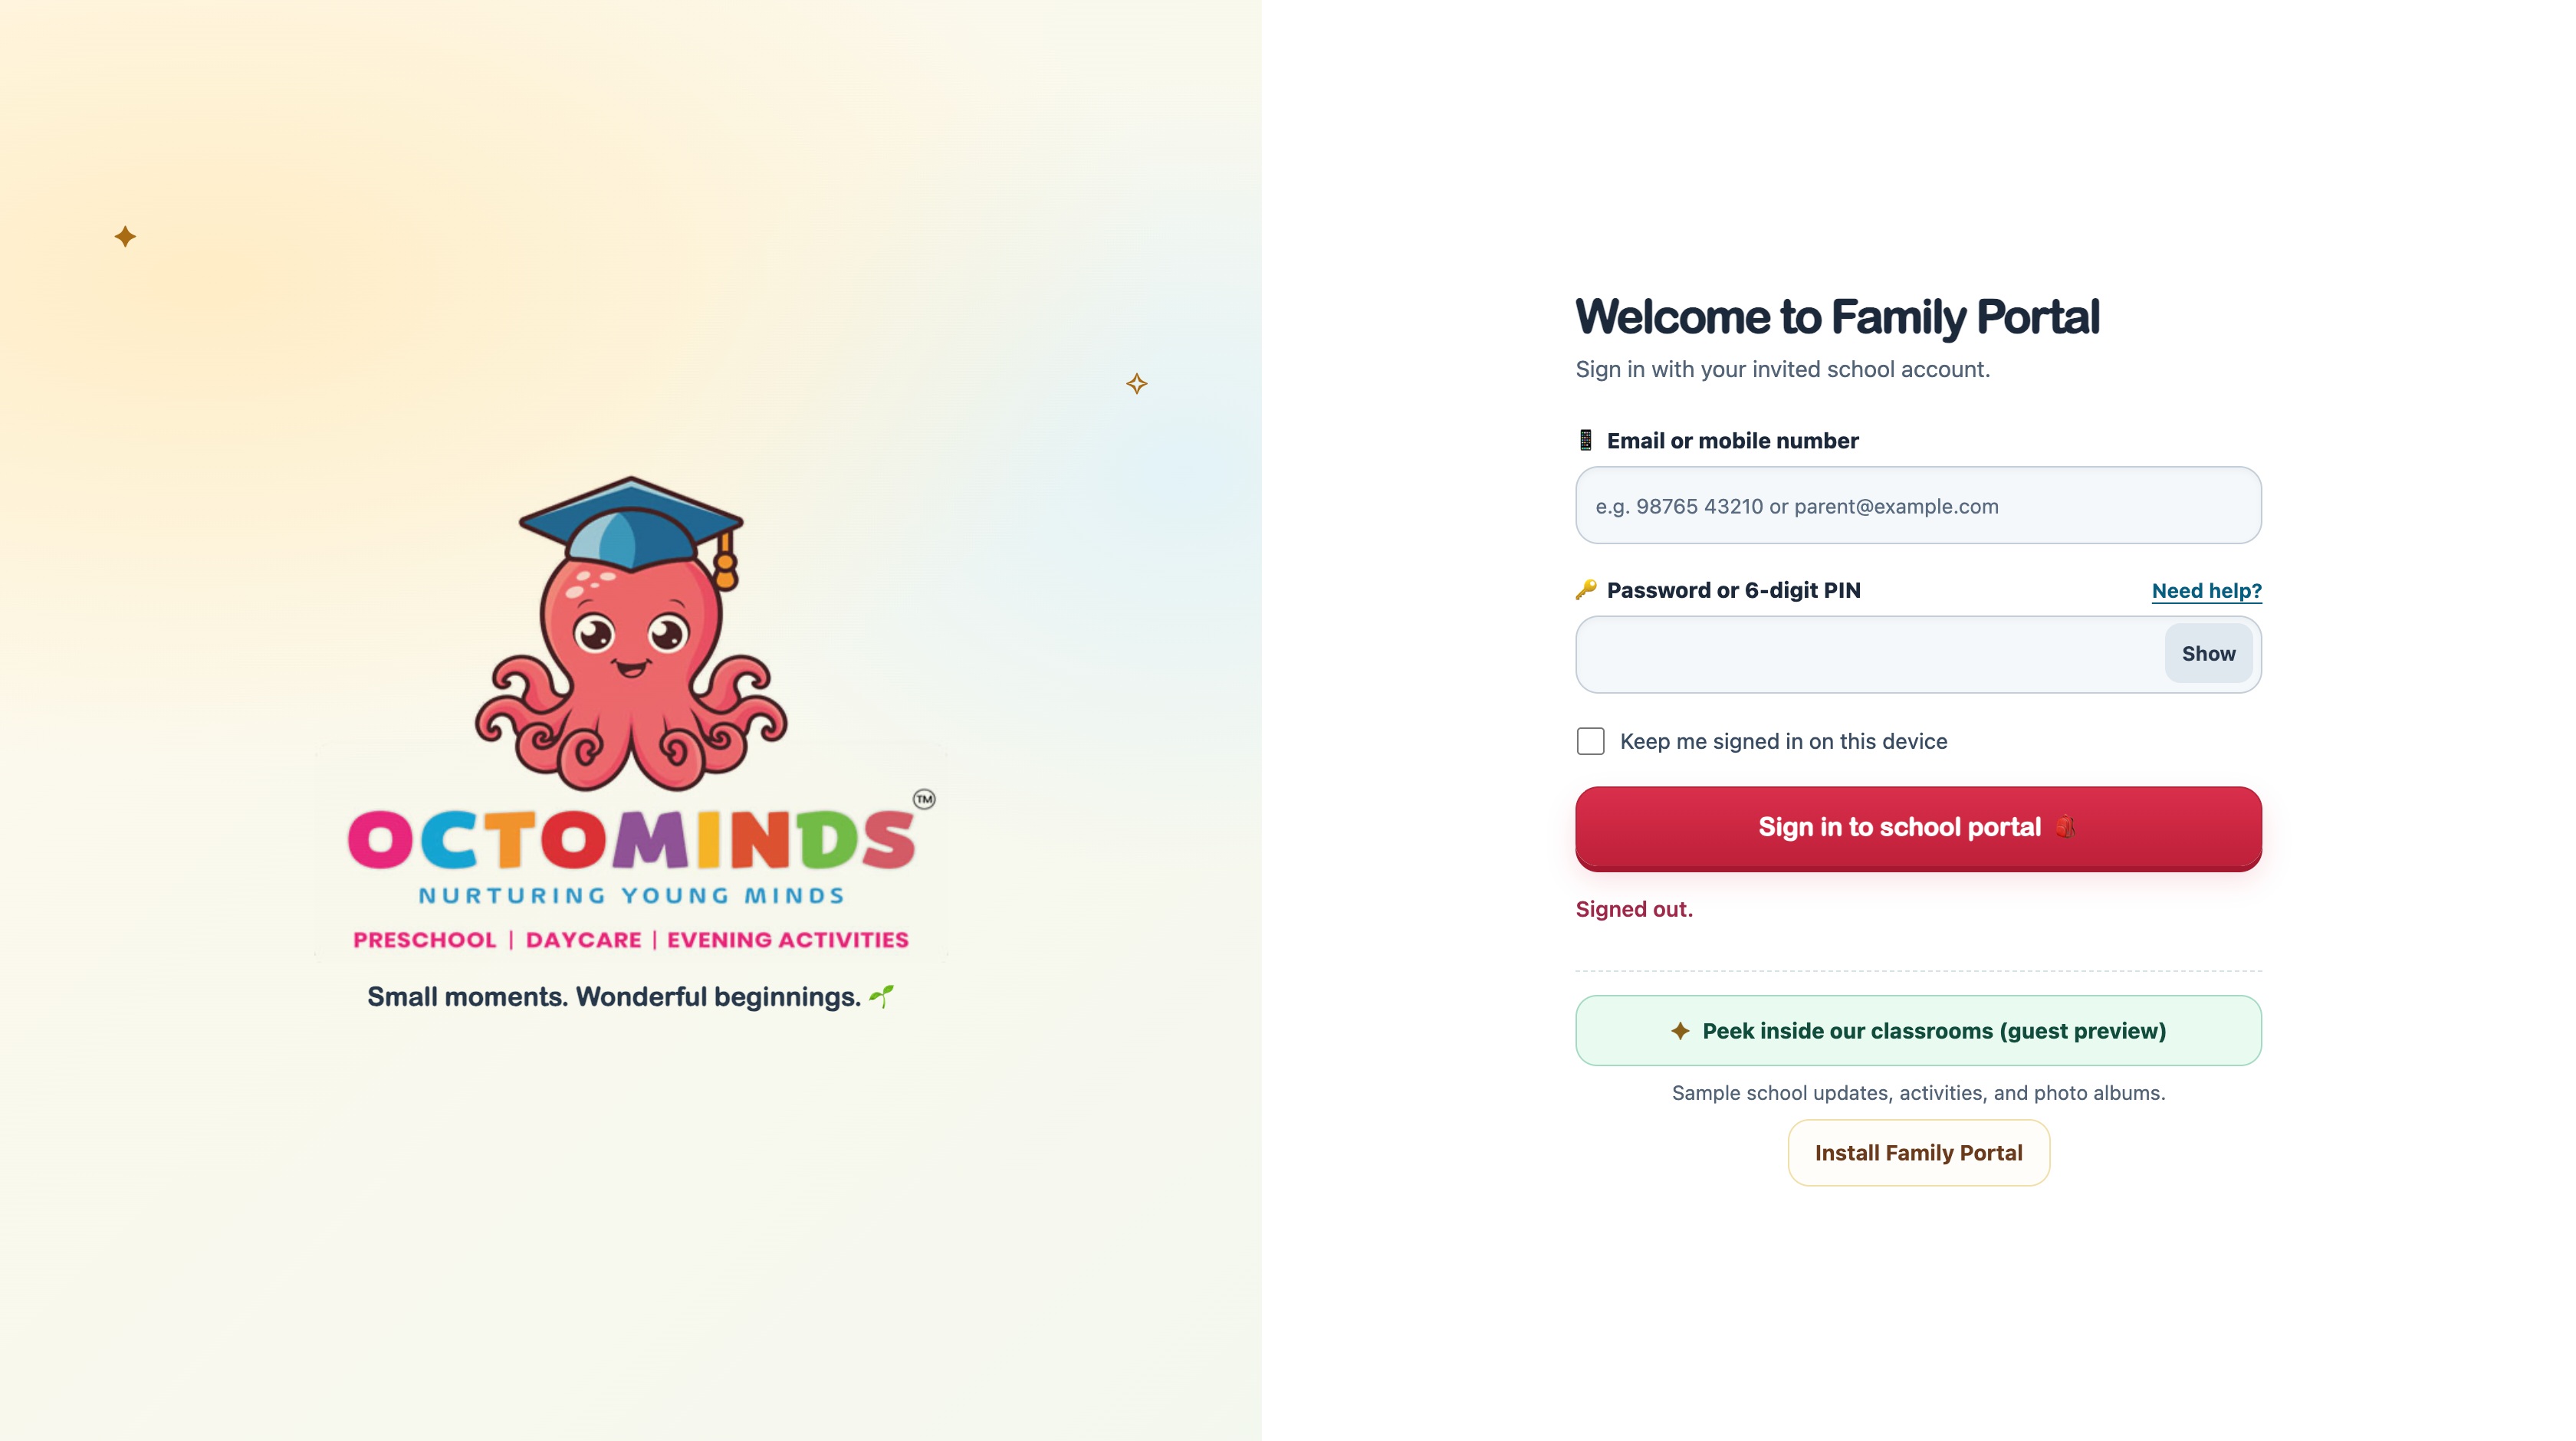 OCTOMINDS TM
NURTURING YOUNG MINDS
PRESCHOOL | DAYCARE | EVENING ACTIVITIES
Small moments. Wonderful beginnings.
Welcome to Family Portal
Sign in with your invited school account.
Email or mobile number
e.g. 98765 43210 or parent@example.com
Password or 6-digit PIN Need help?
Show
Keep me signed in on this device
Sign in to school portal
Signed out.
Peek inside our classrooms (guest preview)
Sample school updates, activities, and photo albums.
Install Family Portal